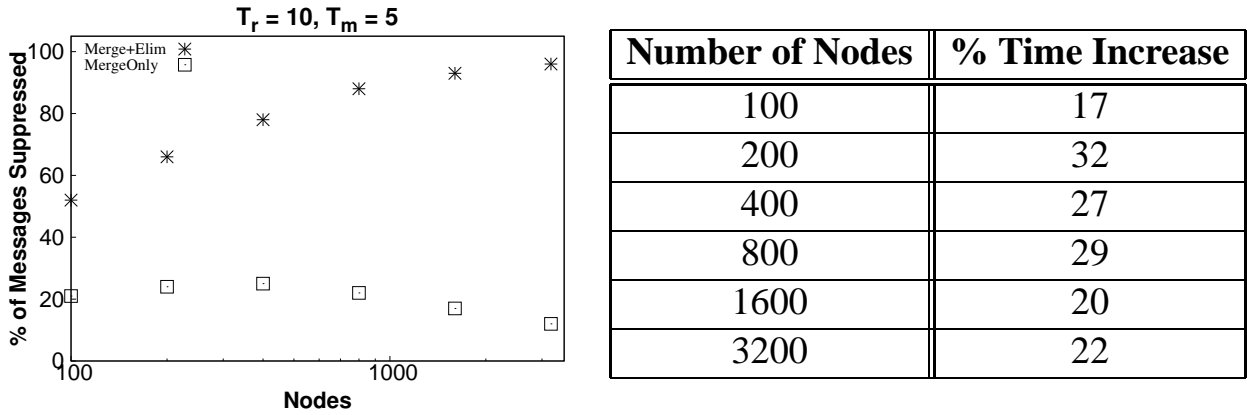 T_r = 10, T_m = 5
Merge+Elim
MergeOnly
% of Messages Suppressed
100
80
60
40
20
0
100 1000
Nodes
Number of Nodes % Time Increase
100 17
200 32
400 27
800 29
1600 20
3200 22